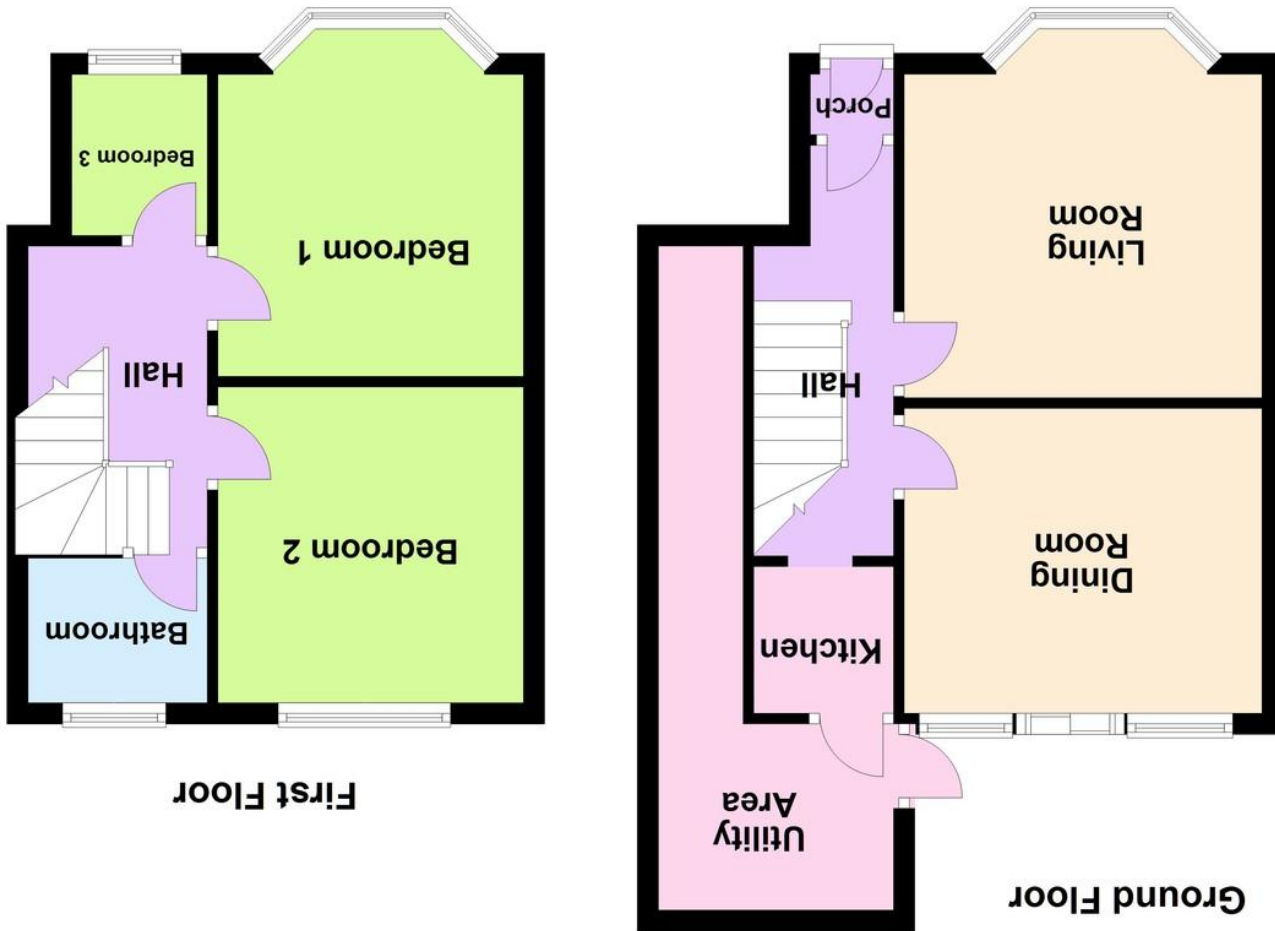 Ground Floor
Utility
Area
Kitchen
Dining
Room
Hall
Living
Room
Porch
First Floor
Bathroom
Bedroom 2
Hall
Bedroom 1
Bedroom 3